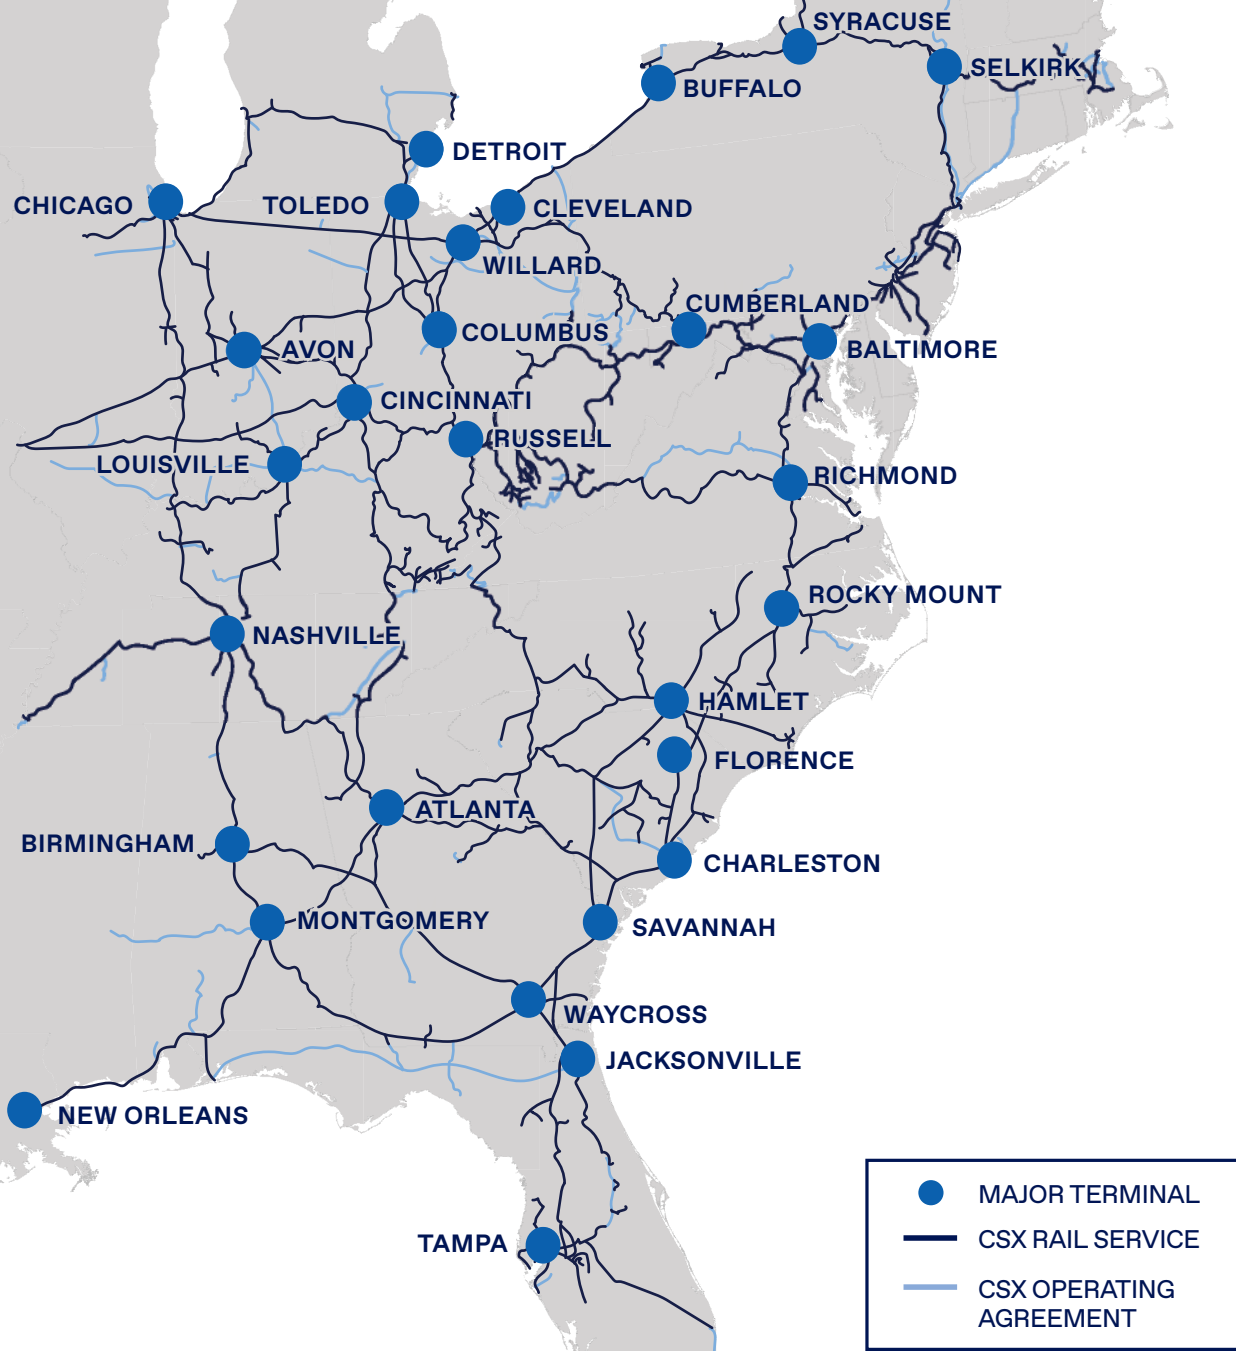 SYRACUSE
SELKIRK
BUFFALO
DETROIT
CHICAGO
TOLEDO
CLEVELAND
WILLARD
CUMBERLAND
COLUMBUS
AVON
BALTIMORE
CINCINNATI
RUSSELL
LOUISVILLE
RICHMOND
ROCKY MOUNT
NASHVILLE
HAMLET
FLORENCE
ATLANTA
BIRMINGHAM
CHARLESTON
MONTGOMERY
SAVANNAH
WAYCROSS
JACKSONVILLE
NEW ORLEANS
TAMPA
MAJOR TERMINAL
CSX RAIL SERVICE
CSX OPERATING
AGREEMENT